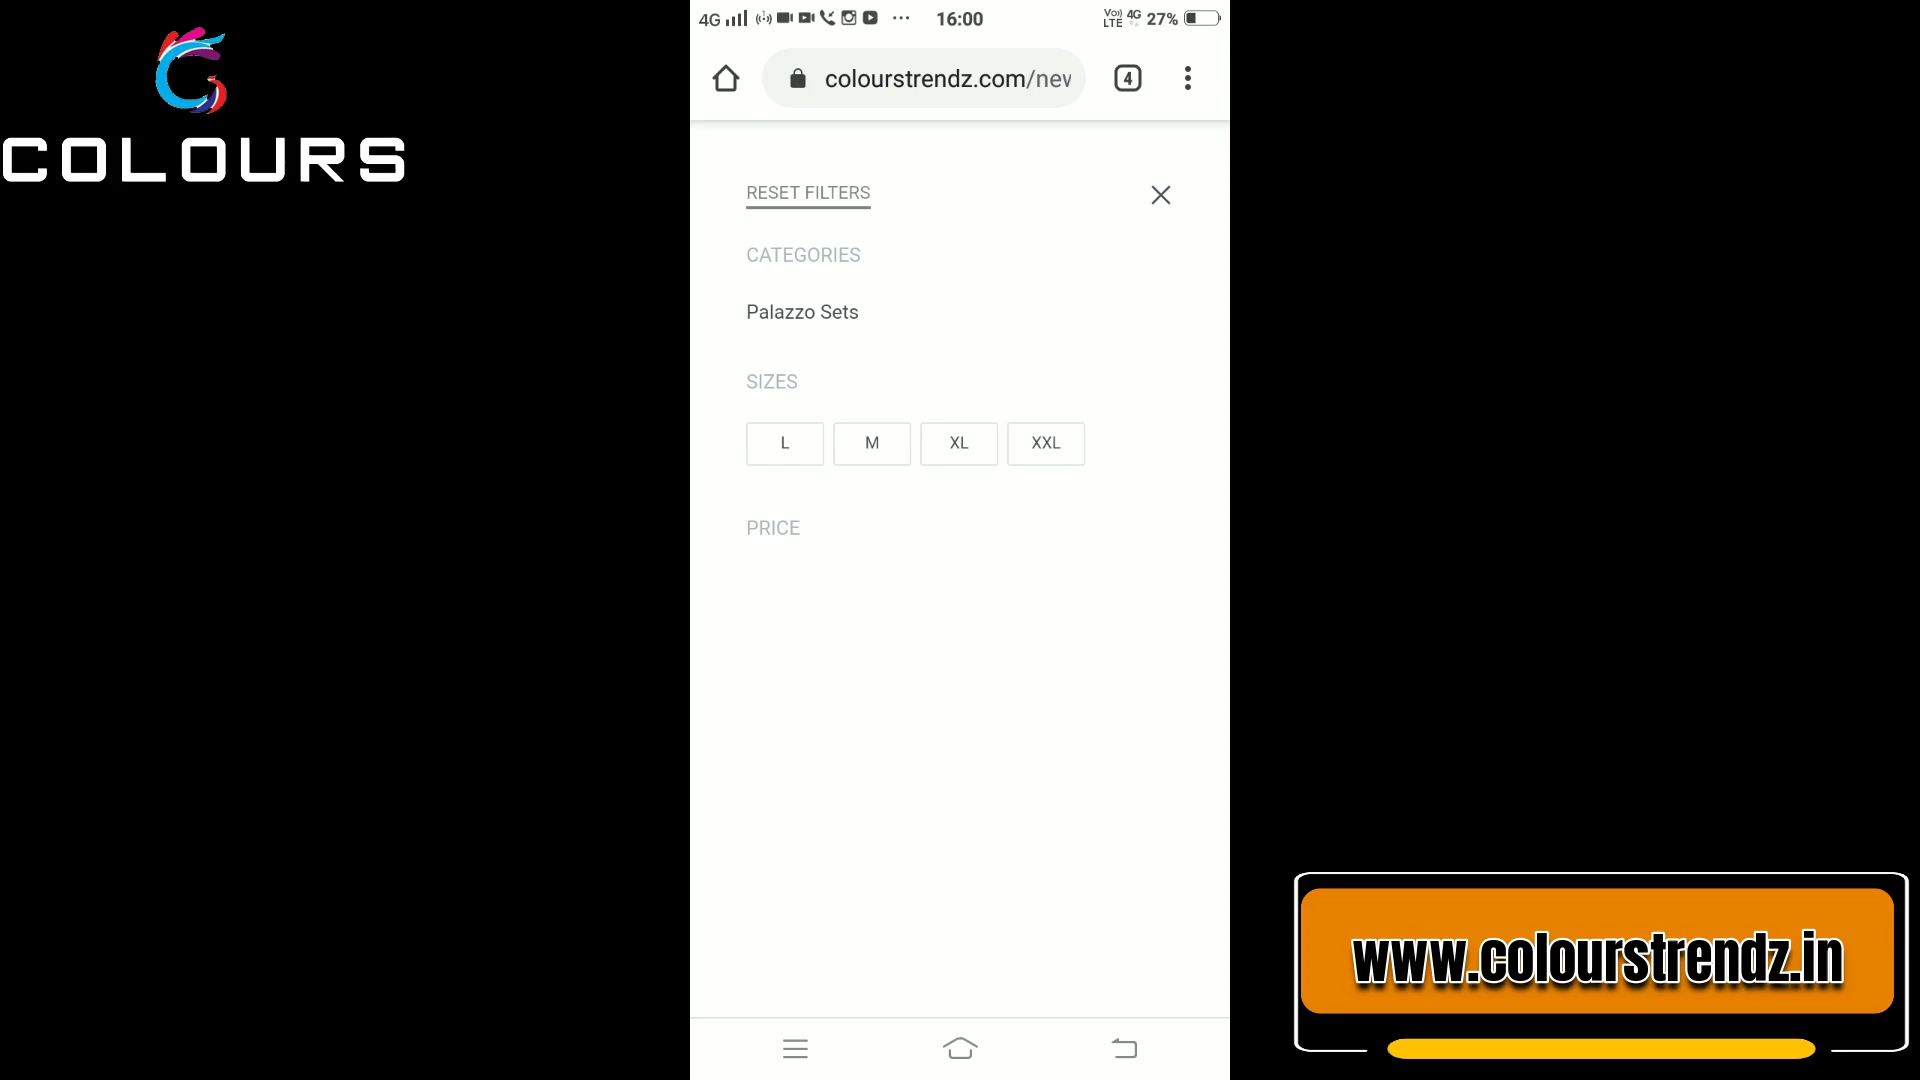 COLOURS
4G 16:00 Vo)) LTE 4G 27%
colourstrendz.com/nev 4
RESET FILTERS
CATEGORIES
Palazzo Sets
SIZES
L M XL XXL
PRICE
www.colourstrendz.in